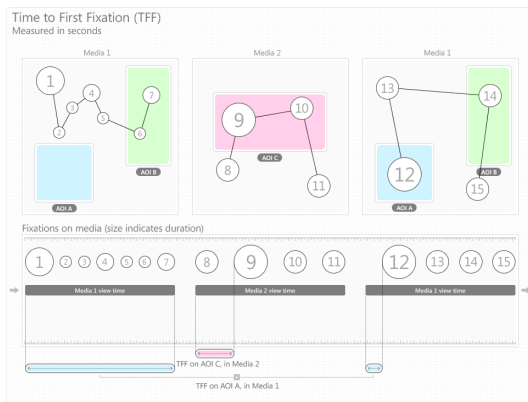 Time to First Fixation (TFF)
Measured in seconds
Media 1
Media 2
Media 1
1
2
3
4
5
6
7
AOI A
AOI B
8
9
10
11
AOI C
12
13
14
15
AOI A
AOI B
Fixations on media (size indicates duration)
1 2 3 4 5 6 7 8 9 10 11 12 13 14 15
Media 1 view time
Media 2 view time
Media 1 view time
TFF on AOI C, in Media 2
TFF on AOI A, in Media 1